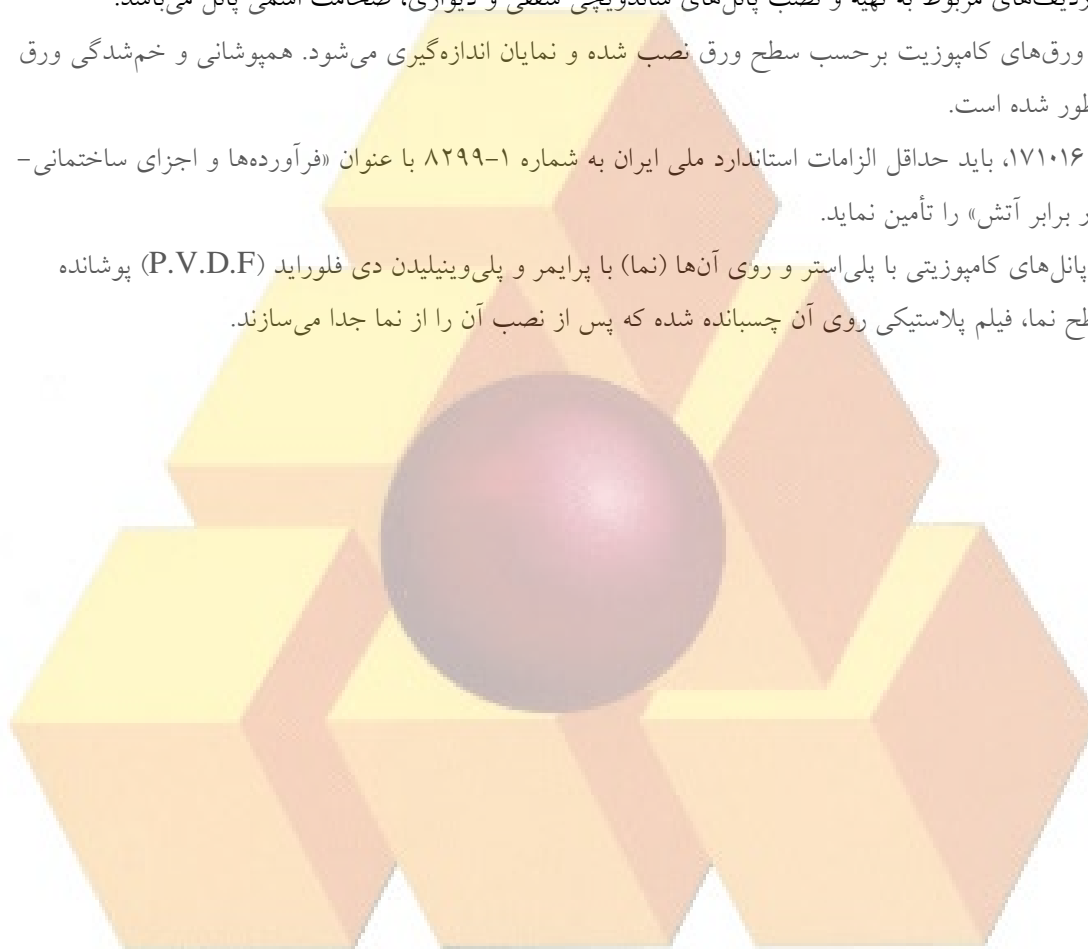 ردیف‌های مربوط به تهیه و نصب پانل‌های ساندویچی سقفی و دیواری، ضخامت اسمی پانل می‌باشد.
ورق‌های کامپوزیت برحسب سطح ورق نصب شده و نمایان اندازه‌گیری می‌شود. همپوشانی و خم‌شدگی ورق
ظور شده است.
۱۷۱۰۱۶، باید حداقل الزامات استاندارد ملی ایران به شماره ۱-۸۲۹۹ با عنوان «فرآورده‌ها و اجزای ساختمانی-
ر برابر آتش» را تأمین نماید.
پانل‌های کامپوزیتی با پلی‌استر و روی آن‌ها (نما) با پرایمر و پلی‌وینیلیدن دی فلوراید (P.V.D.F) پوشانده
طح نما، فیلم پلاستیکی روی آن چسبانده شده که پس از نصب آن را از نما جدا می‌سازند.